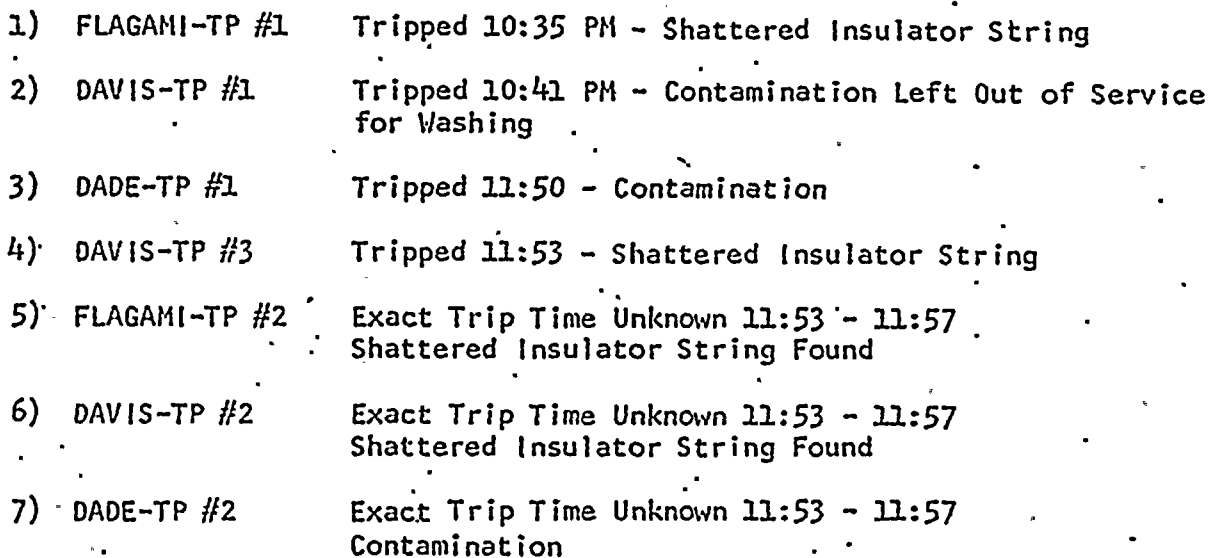 1) FLAGAMI-TP #1 Tripped 10:35 PM - Shattered Insulator String
2) DAVIS-TP #1 Tripped 10:41 PM - Contamination Left Out of Service
for Washing
3) DADE-TP #1 Tripped 11:50 - Contamination
4) DAVIS-TP #3 Tripped 11:53 - Shattered Insulator String
5) FLAGAMI-TP #2 Exact Trip Time Unknown 11:53 - 11:57
Shattered Insulator String Found
6) DAVIS-TP #2 Exact Trip Time Unknown 11:53 - 11:57
Shattered Insulator String Found
7) DADE-TP #2 Exact Trip Time Unknown 11:53 - 11:57
Contamination